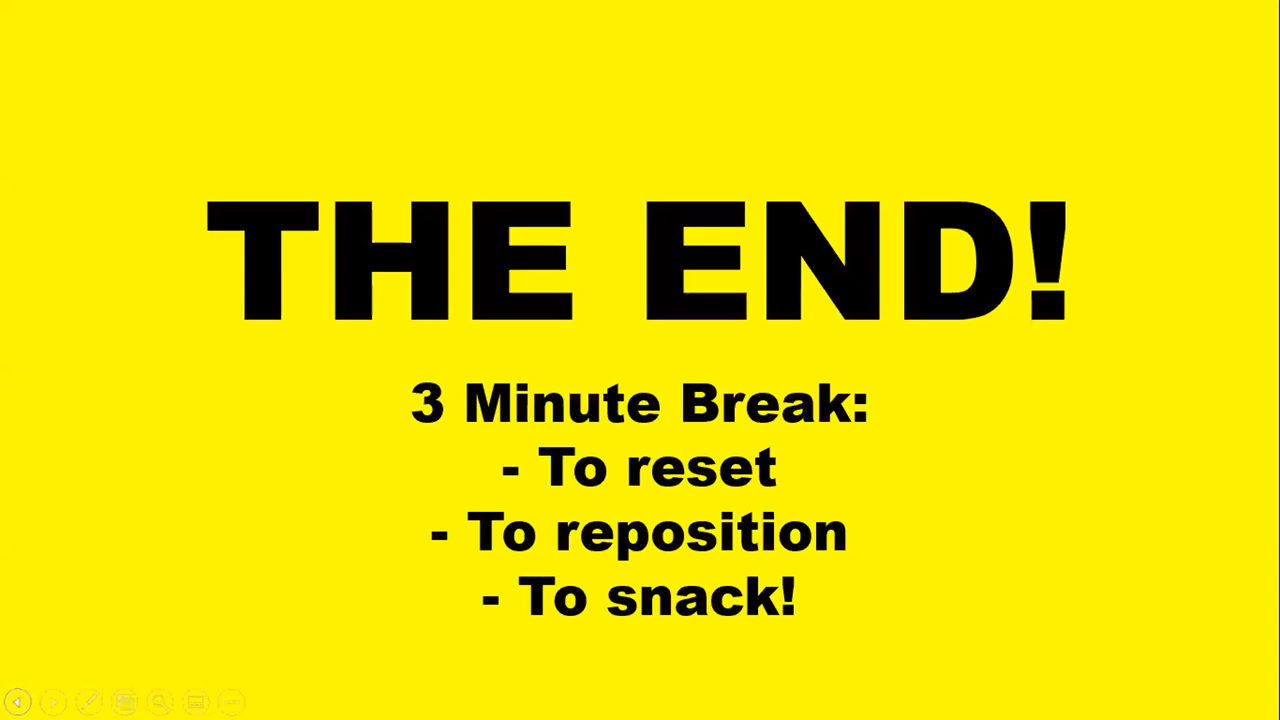 THE END!
3 Minute Break:
- To reset
- To reposition
- To snack!